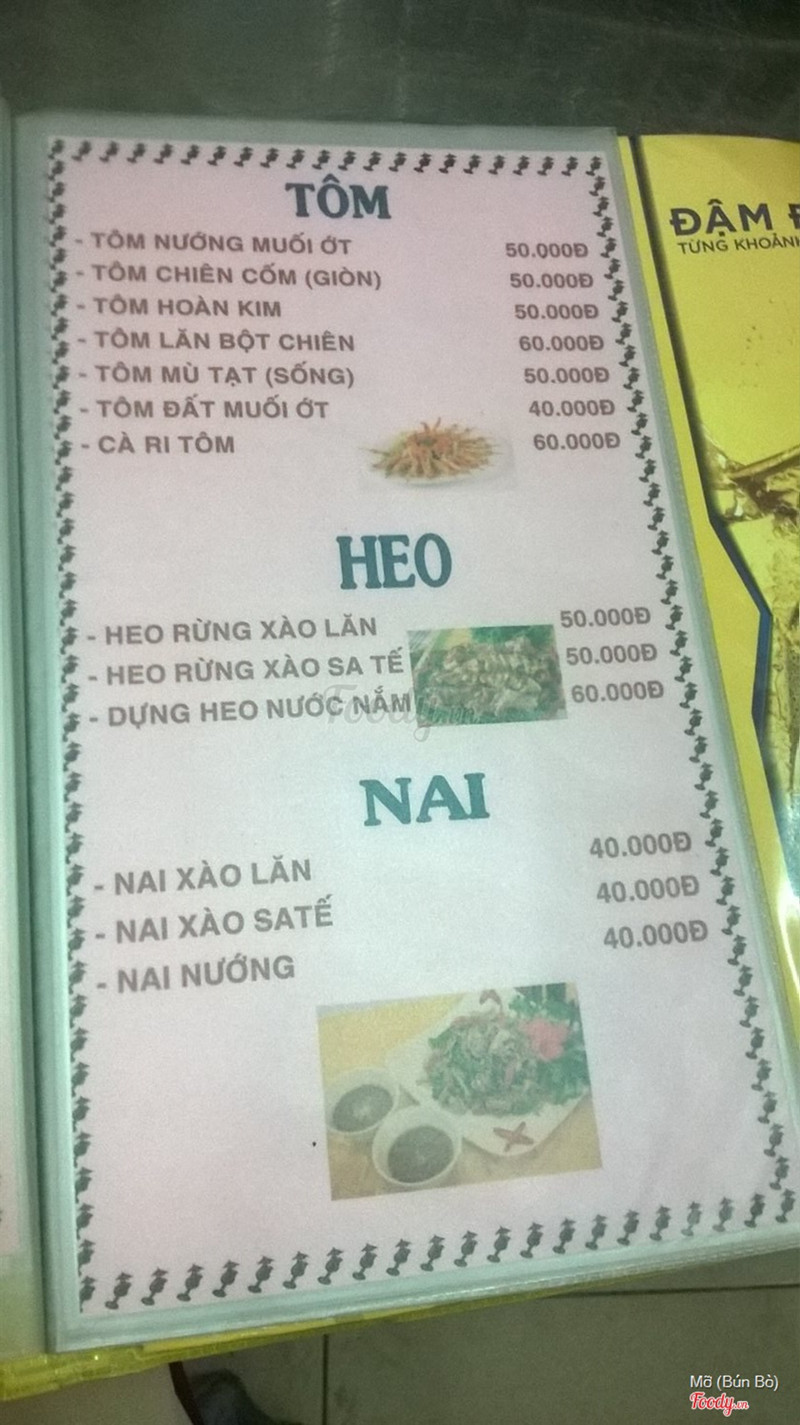 TÔM
- TÔM NƯỚNG MUỐI ỚT 50.000Đ
- TÔM CHIÊN CỐM (GIÒN) 50.000Đ
- TÔM HOÀN KIM 50.000Đ
- TÔM LĂN BỘT CHIÊN 60.000Đ
- TÔM MÙ TẠT (SỐNG) 50.000Đ
- TÔM ĐẤT MUỐI ỚT 40.000Đ
- CÀ RI TÔM 60.000Đ
HEO
- HEO RỪNG XÀO LĂN 50.000Đ
- HEO RỪNG XÀO SA TẾ 50.000Đ
- DỰNG HEO NƯỚC NẮM 60.000Đ
NAI
- NAI XÀO LĂN 40.000Đ
- NAI XÀO SATẾ 40.000Đ
- NAI NƯỚNG 40.000Đ
ĐẬM
TỪNG KHOẢNH
Foody.vn
Mỡ (Bún Bò)
Foody.vn